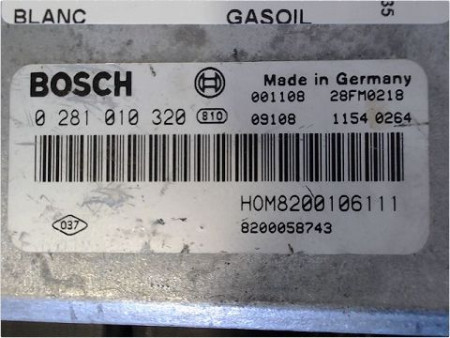 35
BLANC GASOIL
BOSCH Made in Germany
001108 28FM0218
0 281 010 320 810 09108 1154 0264
HOM8200106111
037 8200058743